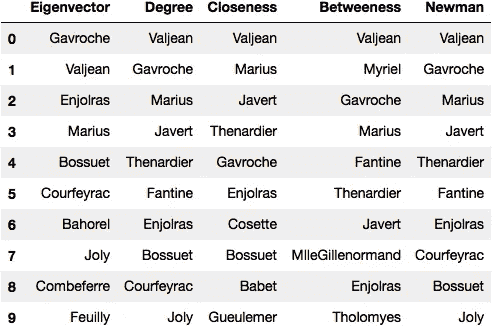 Eigenvector Degree Closeness Betweeness Newman
0 Gavroche Valjean Valjean Valjean Valjean
1 Valjean Gavroche Marius Myriel Gavroche
2 Enjolras Marius Javert Gavroche Marius
3 Marius Javert Thenardier Marius Javert
4 Bossuet Thenardier Gavroche Fantine Thenardier
5 Courfeyrac Fantine Enjolras Thenardier Fantine
6 Bahorel Enjolras Cosette Javert Enjolras
7 Joly Bossuet Bossuet MlleGillenormand Courfeyrac
8 Combeferre Courfeyrac Babet Enjolras Bossuet
9 Feuilly Joly Gueulemer Tholomyes Joly